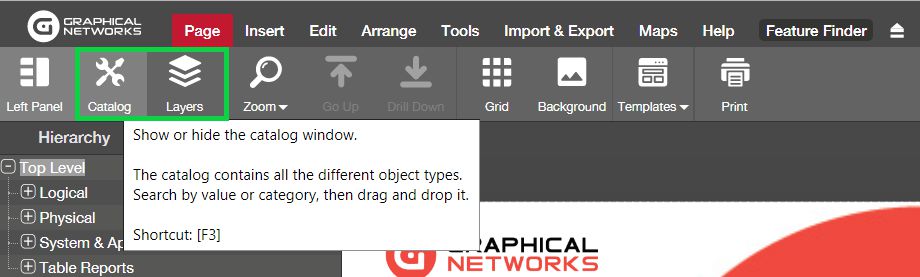 GRAPHICAL
NETWORKS
Page Insert Edit Arrange Tools Import & Export Maps Help Feature Finder
Left Panel Catalog Layers Zoom Go Up Drill Down Grid Background Templates Print
Hierarchy
Show or hide the catalog window.
Top Level
The catalog contains all the different object types.
Logical
Search by value or category, then drag and drop it.
Physical
Shortcut: [F3]
System & Ap
Table Reports
GRAPHICAL
NETWORKS